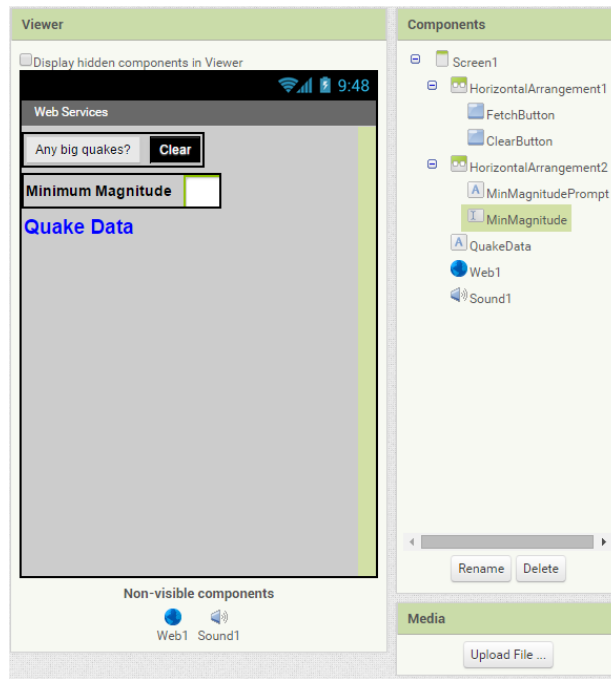 Viewer
Display hidden components in Viewer
9:48
Web Services
Any big quakes? Clear
Minimum Magnitude
Quake Data
Non-visible components
Web1 Sound1
Components
Screen1
HorizontalArrangement1
FetchButton
ClearButton
HorizontalArrangement2
A MinMagnitudePrompt
MinMagnitude
A QuakeData
Web1
Sound1
Rename Delete
Media
Upload File ...